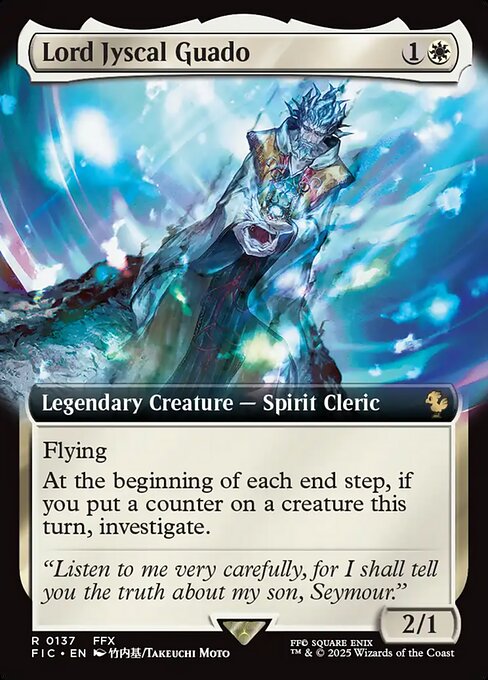 Lord Jyscal Guado 1
Legendary Creature — Spirit Cleric
Flying
At the beginning of each end step, if
you put a counter on a creature this
turn, investigate.
“Listen to me very carefully, for I shall tell
you the truth about my son, Seymour.”
2/1
R 0137 FFX
FIC • EN 竹内基/Takeuchi Moto
FF© SQUARE ENIX
™ & © 2025 Wizards of the Coast